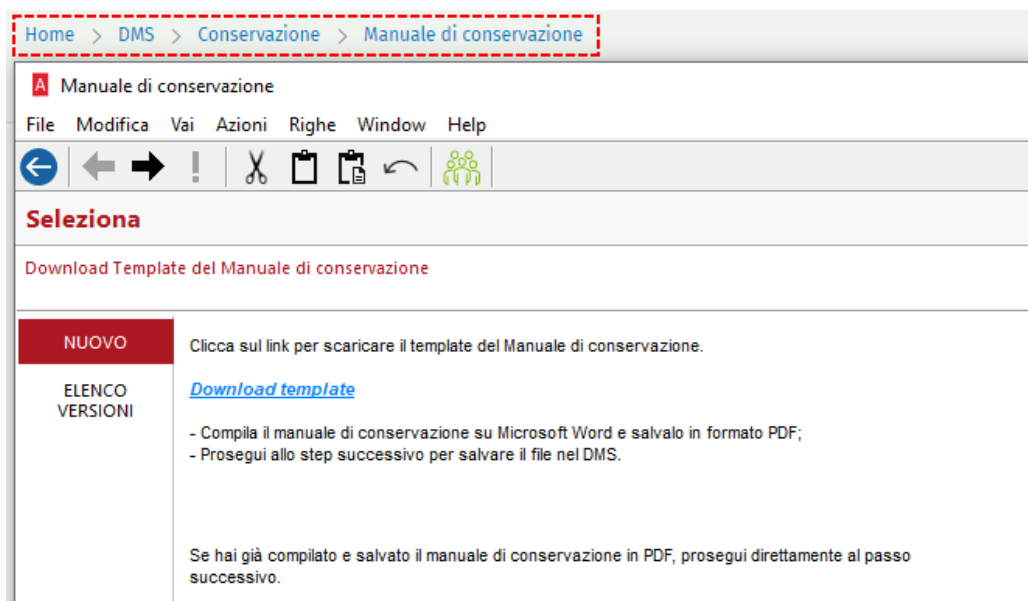 Home > DMS > Conservazione > Manuale di conservazione
A Manuale di conservazione
File Modifica Vai Azioni Righe Window Help
Seleziona
Download Template del Manuale di conservazione
NUOVO
Clicca sul link per scaricare il template del Manuale di conservazione.
ELENCO
VERSIONI
Download template
- Compila il manuale di conservazione su Microsoft Word e salvalo in formato PDF;
- Prosegui allo step successivo per salvare il file nel DMS.
Se hai già compilato e salvato il manuale di conservazione in PDF, prosegui direttamente al passo
successivo.